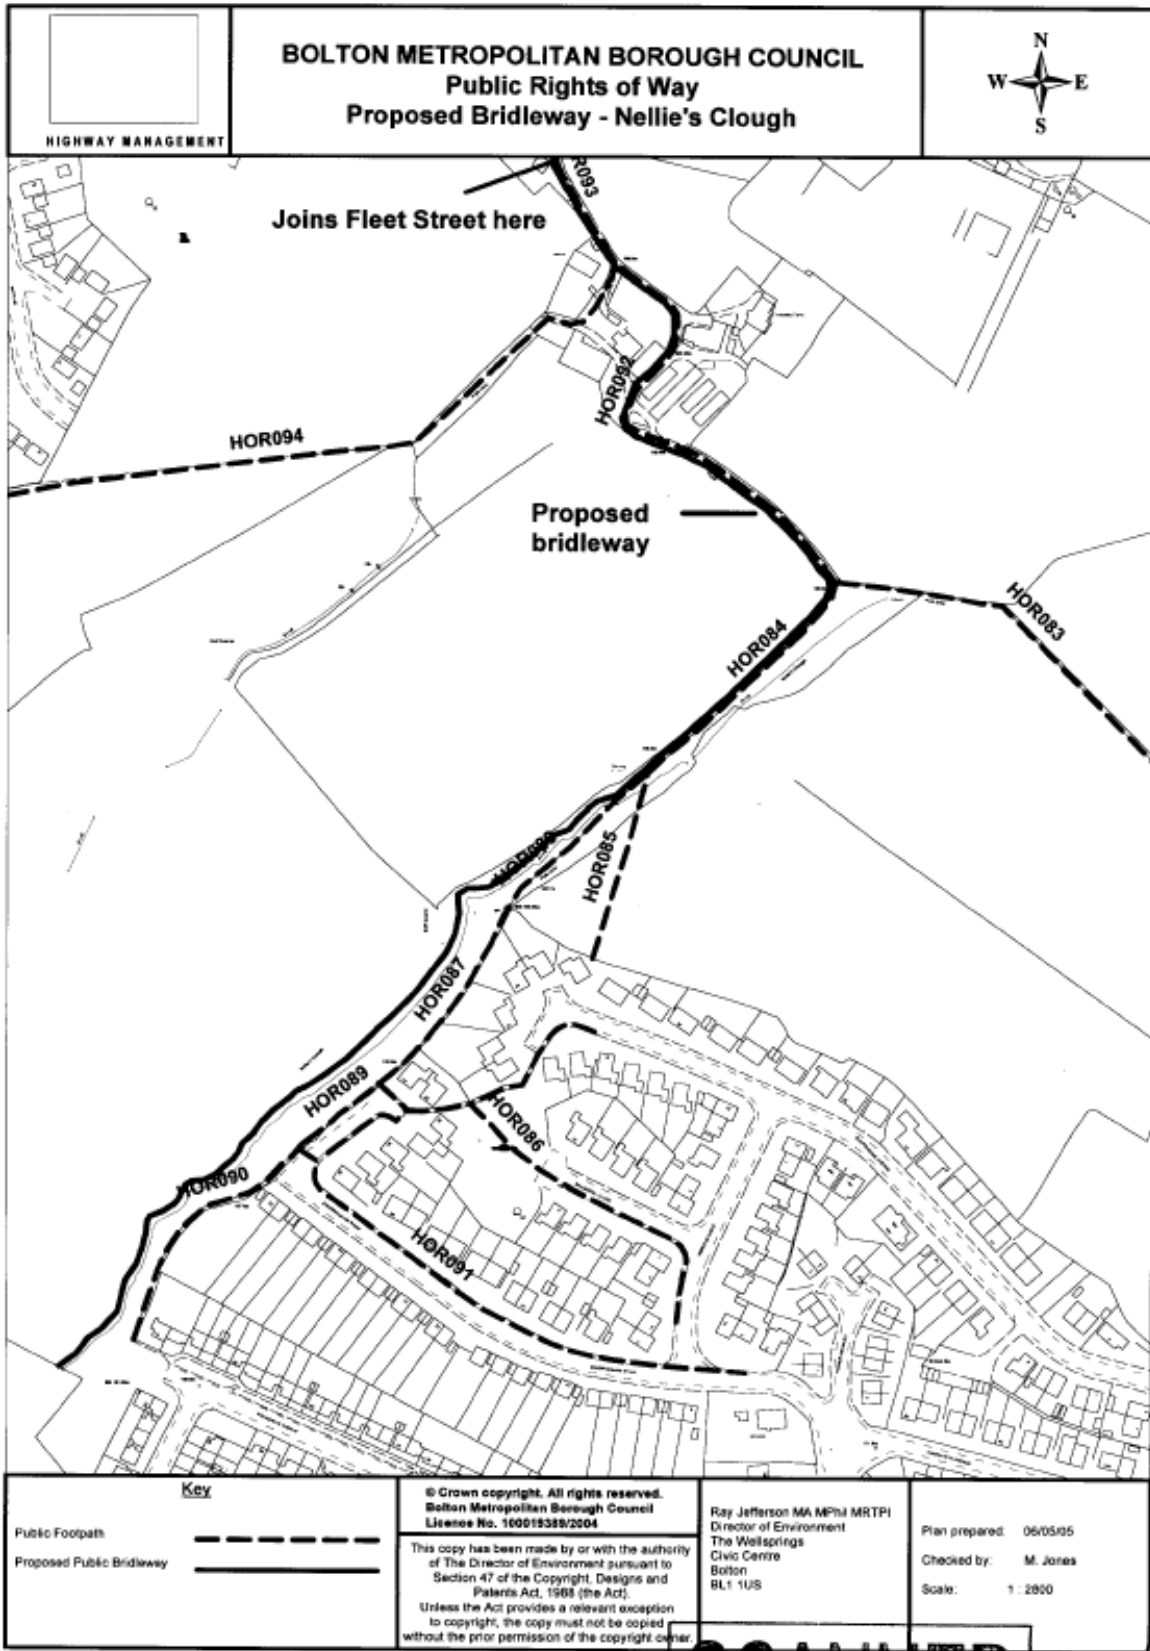 HIGHWAY MANAGEMENT
BOLTON METROPOLITAN BOROUGH COUNCIL
Public Rights of Way
Proposed Bridleway - Nellie's Clough
N
W E
S
R093
Joins Fleet Street here
HOR092
HOR094
Proposed
bridleway
HOR083
HOR084
HOR085
HOR087
HOR089
HOR086
HOR090
HOR091
Key
Public Footpath
Proposed Public Bridleway
© Crown copyright. All rights reserved.
Bolton Metropolitan Borough Council
Licence No. 100019389/2004
This copy has been made by or with the authority
of The Director of Environment pursuant to
Section 47 of the Copyright, Designs and
Patents Act, 1988 (the Act).
Unless the Act provides a relevant exception
to copyright, the copy must not be copied
without the prior permission of the copyright owner.
Ray Jefferson MA MPhil MRTPI
Director of Environment
The Wellsprings
Civic Centre
Bolton
BL1 1US
Plan prepared: 06/05/05
Checked by: M. Jones
Scale: 1 : 2800